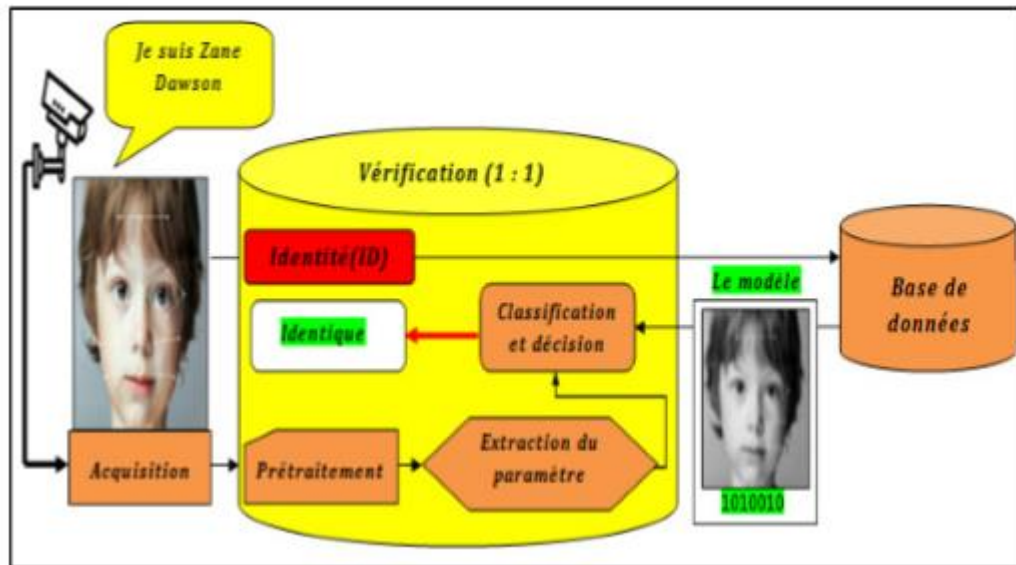 Je suis Zane
Dawson
Vérification (1 : 1)
Identité(ID)
Le modèle
Base de
données
Identique
Classification
et décision
Acquisition
Prétraitement
Extraction du
paramètre
1010010